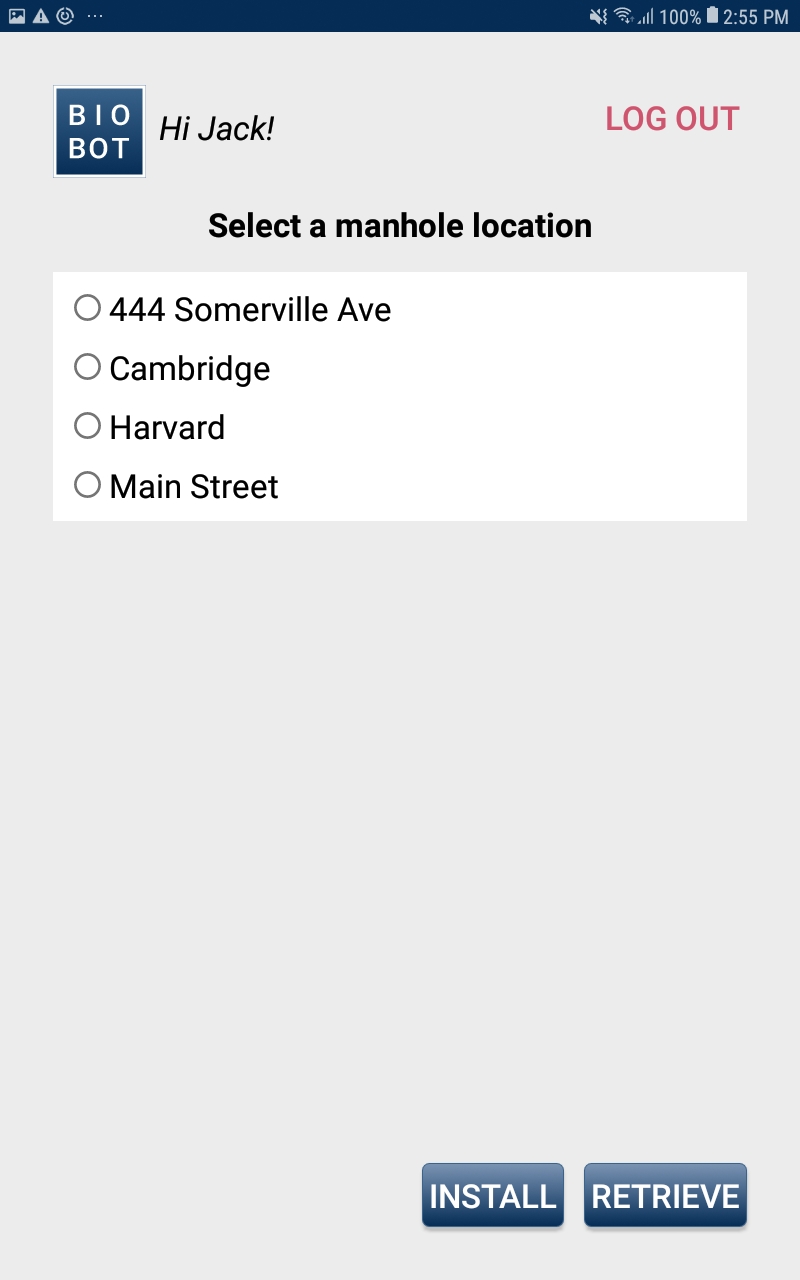 100% 2:55 PM
BIO
BOT
Hi Jack!
LOG OUT
Select a manhole location
444 Somerville Ave
Cambridge
Harvard
Main Street
INSTALL RETRIEVE